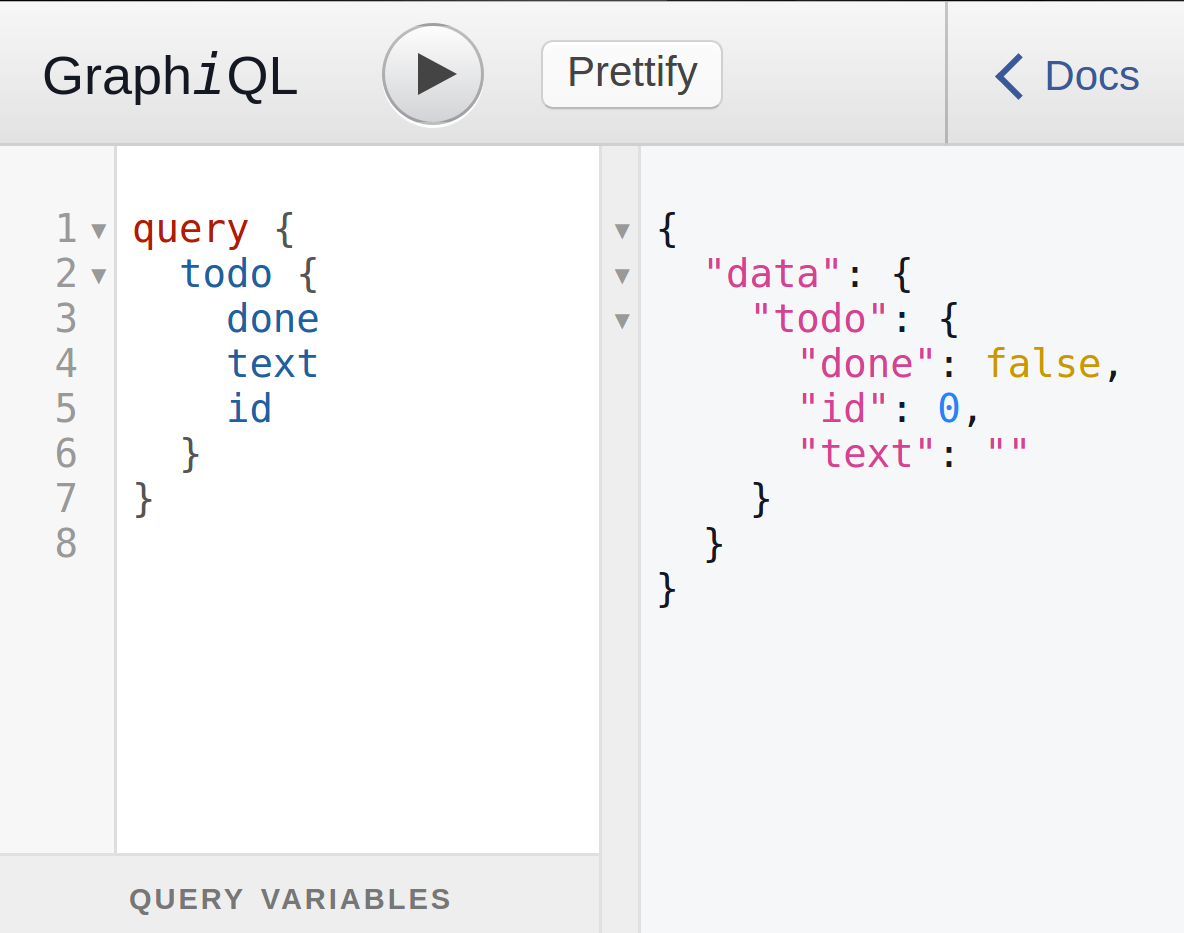 GraphiQL Prettify Docs
1 query {
2 todo {
3 done
4 text
5 id
6 }
7 }
8
{
"data": {
"todo": {
"done": false,
"id": 0,
"text": ""
}
}
}
QUERY VARIABLES